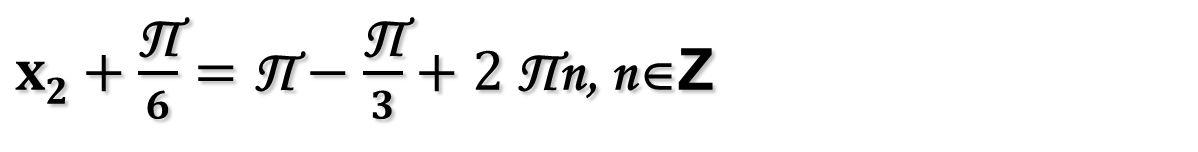 x₂ + π/6 = π − π/3 + 2 πn, n∈Z